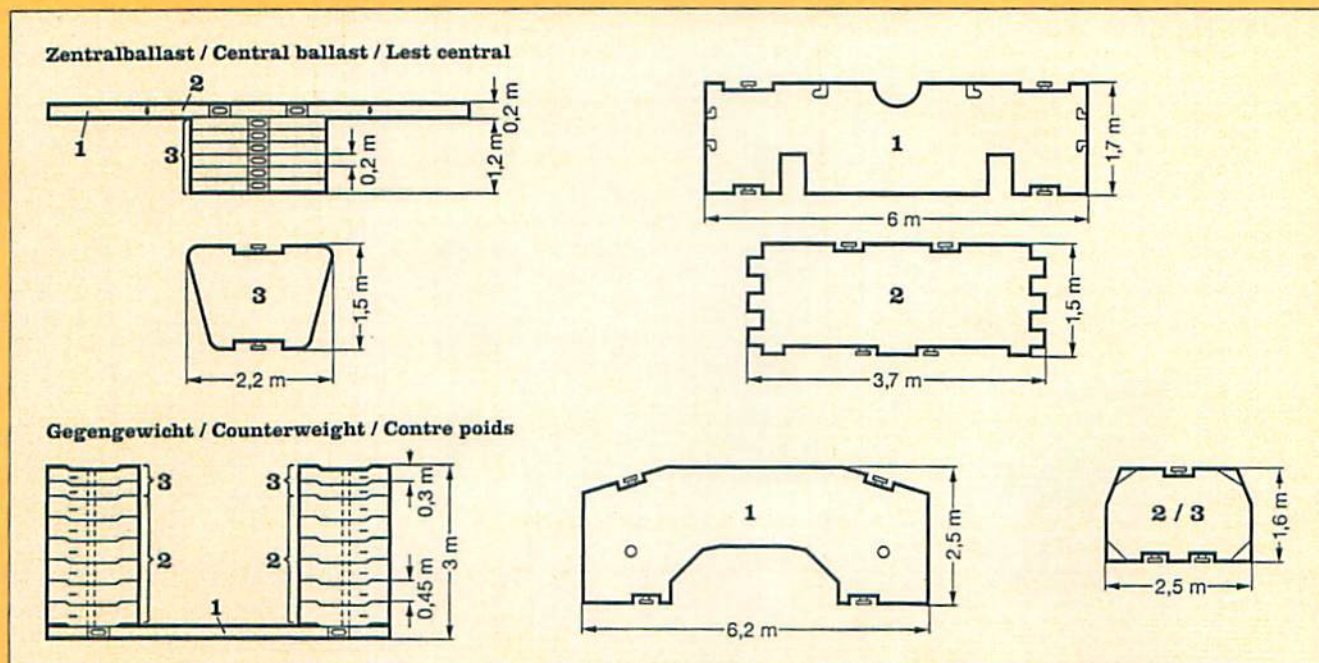 Zentralballast / Central ballast / Lest central
2
0,2 m
1
3
0,2 m
1,2 m
1
1,7 m
6 m
3
1,5 m
2,2 m
2
1,5 m
3,7 m
Gegengewicht / Counterweight / Contre poids
3
3
0,3 m
2
2
3 m
0,45 m
1
1
2,5 m
6,2 m
2 / 3
1,6 m
2,5 m